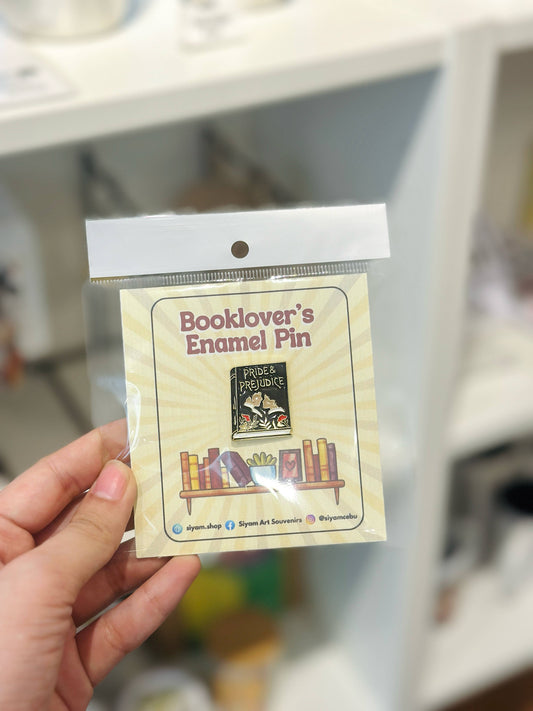 Booklover's
Enamel Pin
PRIDE &
PREJUDICE
siyam.shop Siyam Art Souvenirs @siyamcebu